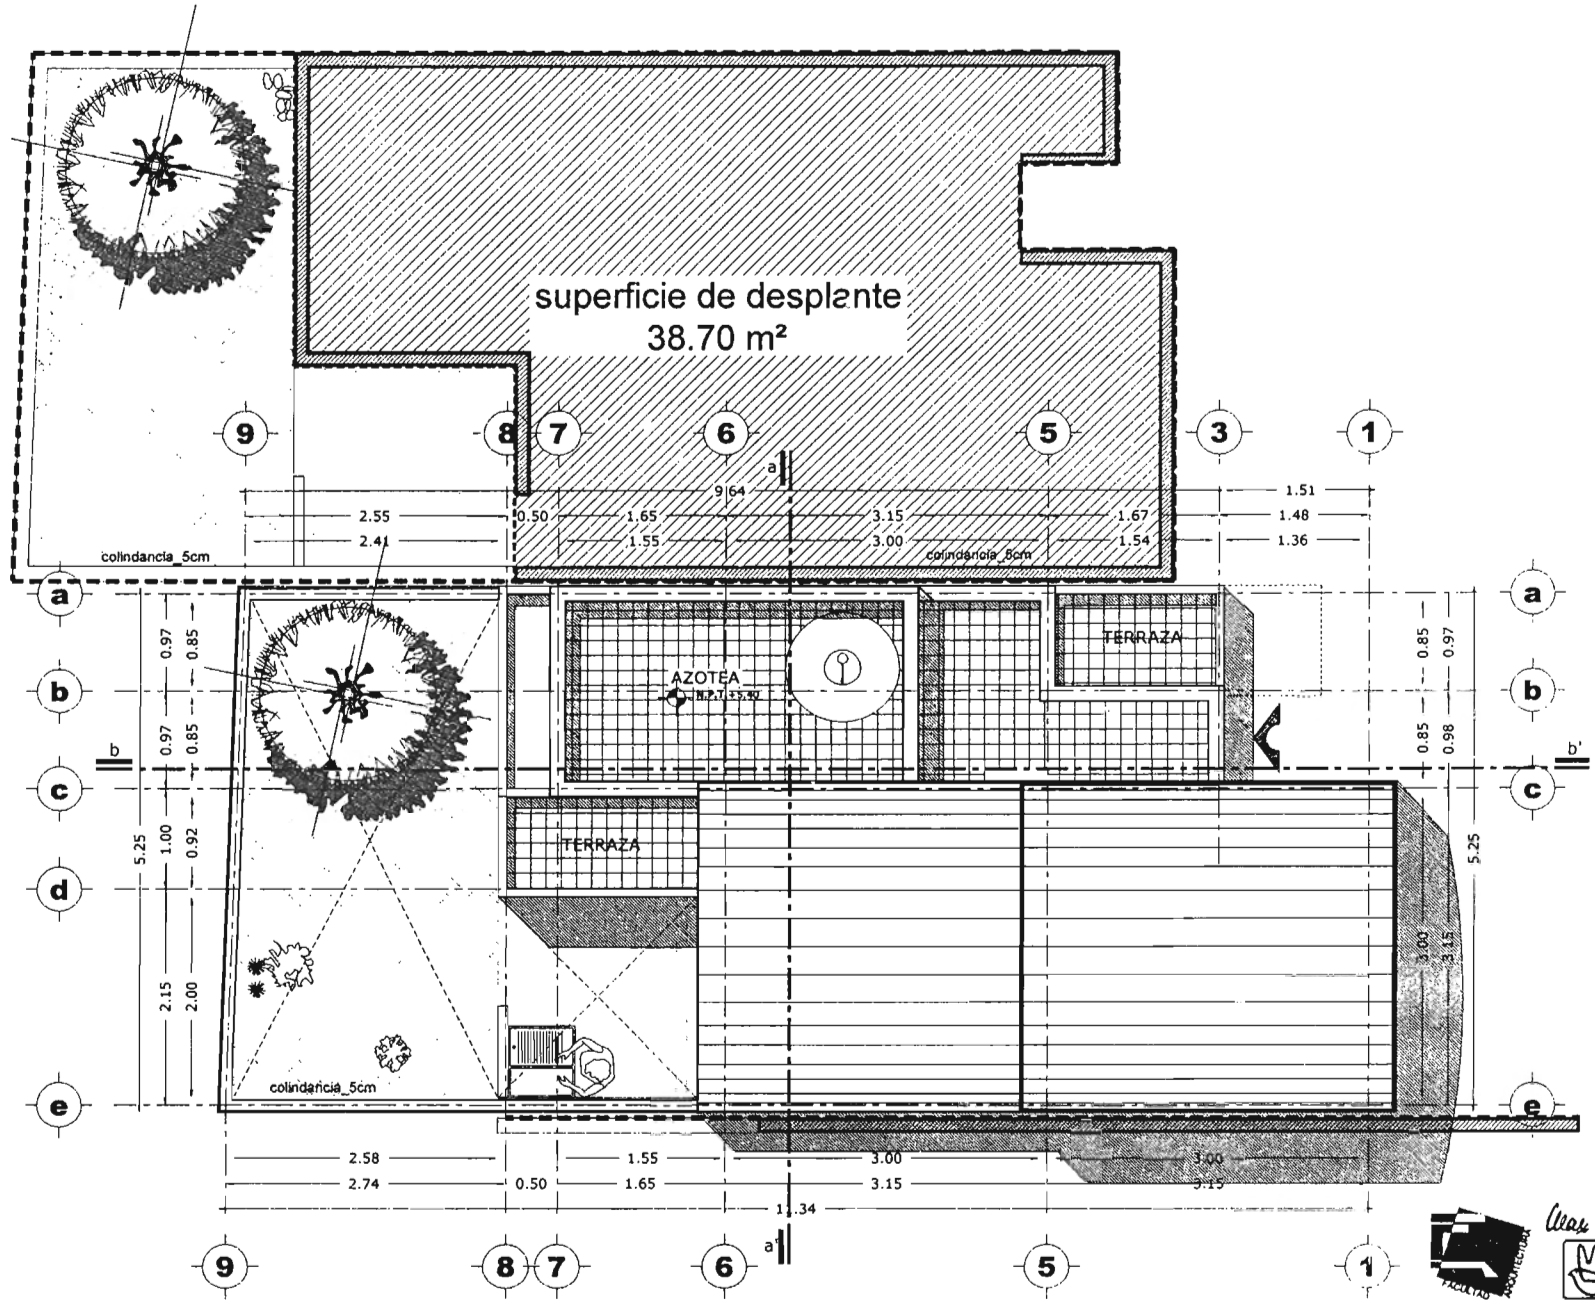 superficie de desplante
38.70 m²
9 8 7 6 5 3 1
a
9.64 1.51
2.55 0.50 1.65 3.15 1.67 1.48
2.41 1.55 3.00 1.54 1.36
colindancia_5cm colindancia_5cm
a a
0.97 0.85 0.85 0.97
TERRAZA
AZOTEA
N.P.T. +5.40
b b
0.97 0.85 0.85 0.98
b b'
c c
5.25 1.00 0.92 5.25
TERRAZA
d
3.00 3.15
2.15 2.00
colindancia_5cm
e e
2.58 1.55 3.00 3.00
2.74 0.50 1.65 3.15 3.15
11.34
a'
9 8 7 6 5 1
FACULTAD
ARQUITECTURA